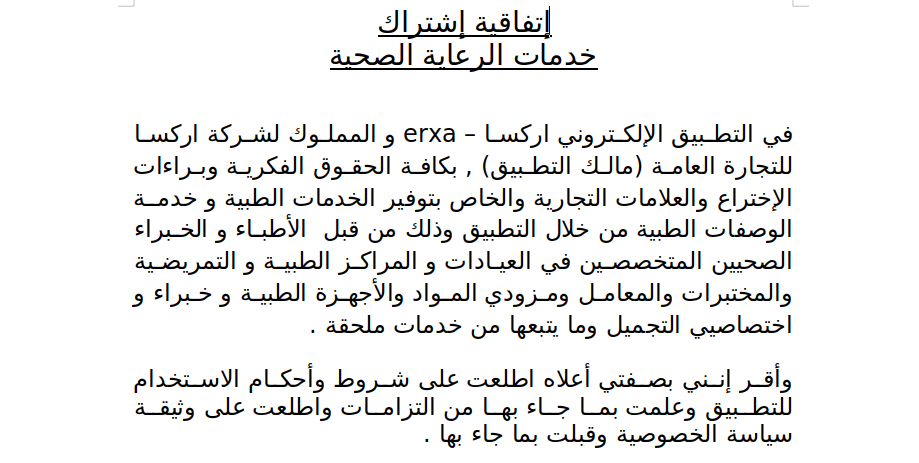 إتفاقية إشتراك
خدمات الرعاية الصحية
في التطبيق الإلكتروني اركسا – erxa و المملوك لشركة اركسا
للتجارة العامة (مالك التطبيق) , بكافة الحقوق الفكرية وبراءات
الإختراع والعلامات التجارية والخاص بتوفير الخدمات الطبية و خدمة
الوصفات الطبية من خلال التطبيق وذلك من قبل الأطباء و الخبراء
الصحيين المتخصصين في العيادات و المراكز الطبية و التمريضية
والمختبرات والمعامل ومزودي المواد والأجهزة الطبية و خبراء و
اختصاصيي التجميل وما يتبعها من خدمات ملحقة .
وأقر إنني بصفتي أعلاه اطلعت على شروط وأحكام الاستخدام
للتطبيق وعلمت بما جاء بها من التزامات واطلعت على وثيقة
سياسة الخصوصية وقبلت بما جاء بها .